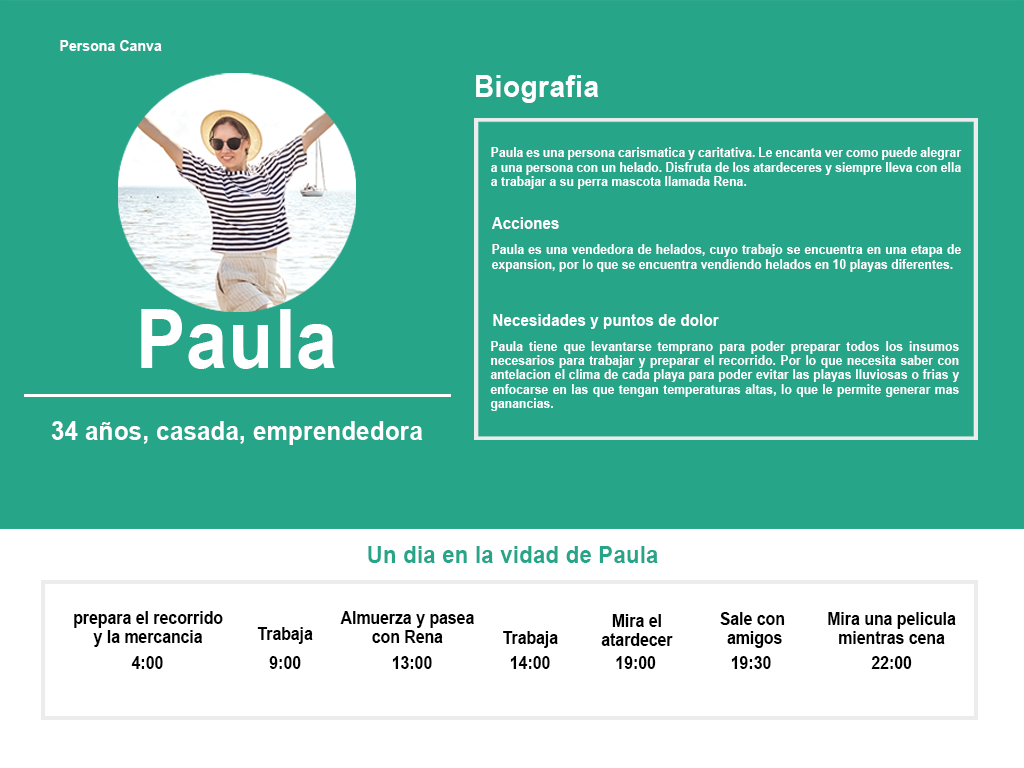 Persona Canva
Biografia
Paula es una persona carismatica y caritativa. Le encanta ver como puede alegrar
a una persona con un helado. Disfruta de los atardeceres y siempre lleva con ella
a trabajar a su perra mascota llamada Rena.
Acciones
Paula es una vendedora de helados, cuyo trabajo se encuentra en una etapa de
expansion, por lo que se encuentra vendiendo helados en 10 playas diferentes.
Necesidades y puntos de dolor
Paula tiene que levantarse temprano para poder preparar todos los insumos
necesarios para trabajar y preparar el recorrido. Por lo que necesita saber con
antelacion el clima de cada playa para poder evitar las playas lluviosas o frias y
enfocarse en las que tengan temperaturas altas, lo que le permite generar mas
ganancias.
Paula
34 años, casada, emprendedora
Un dia en la vidad de Paula
prepara el recorrido
y la mercancia
4:00
Trabaja
9:00
Almuerza y pasea
con Rena
13:00
Trabaja
14:00
Mira el
atardecer
19:00
Sale con
amigos
19:30
Mira una pelicula
mientras cena
22:00